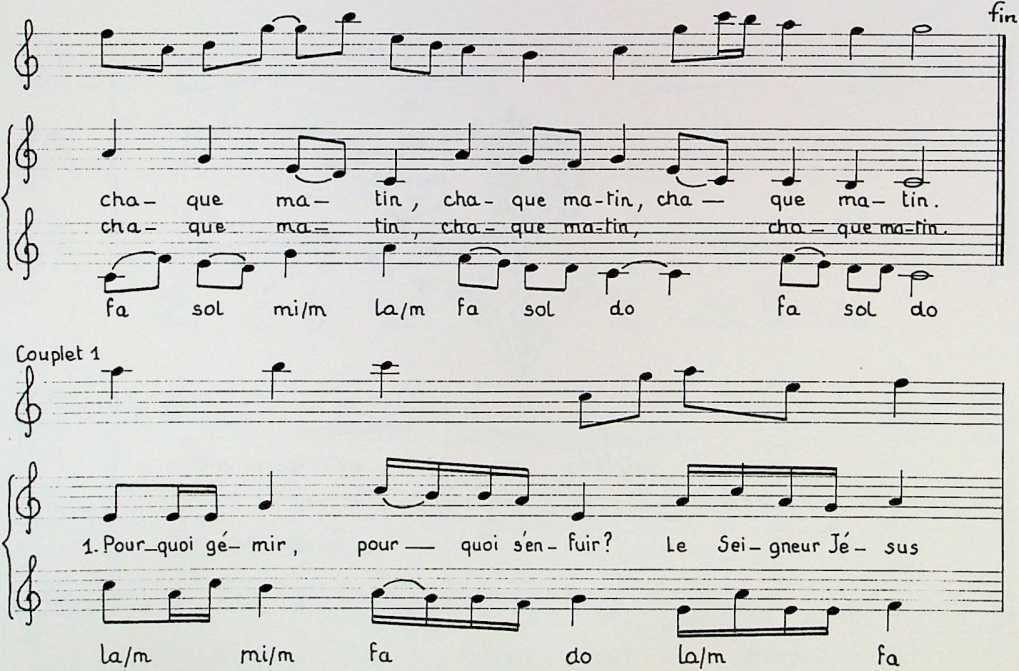 fin
cha- que ma- tin, cha- que ma-tin, cha — que ma- tin.
cha- que ma- tin, cha- que ma-tin, cha- que ma-tin.
fa sol mi/m la/m fa sol do fa sol do
Couplet 1
1. Pour-quoi gé- mir, pour — quoi s'en- fuir? Le Sei- gneur Jé- sus
la/m mi/m fa do la/m fa